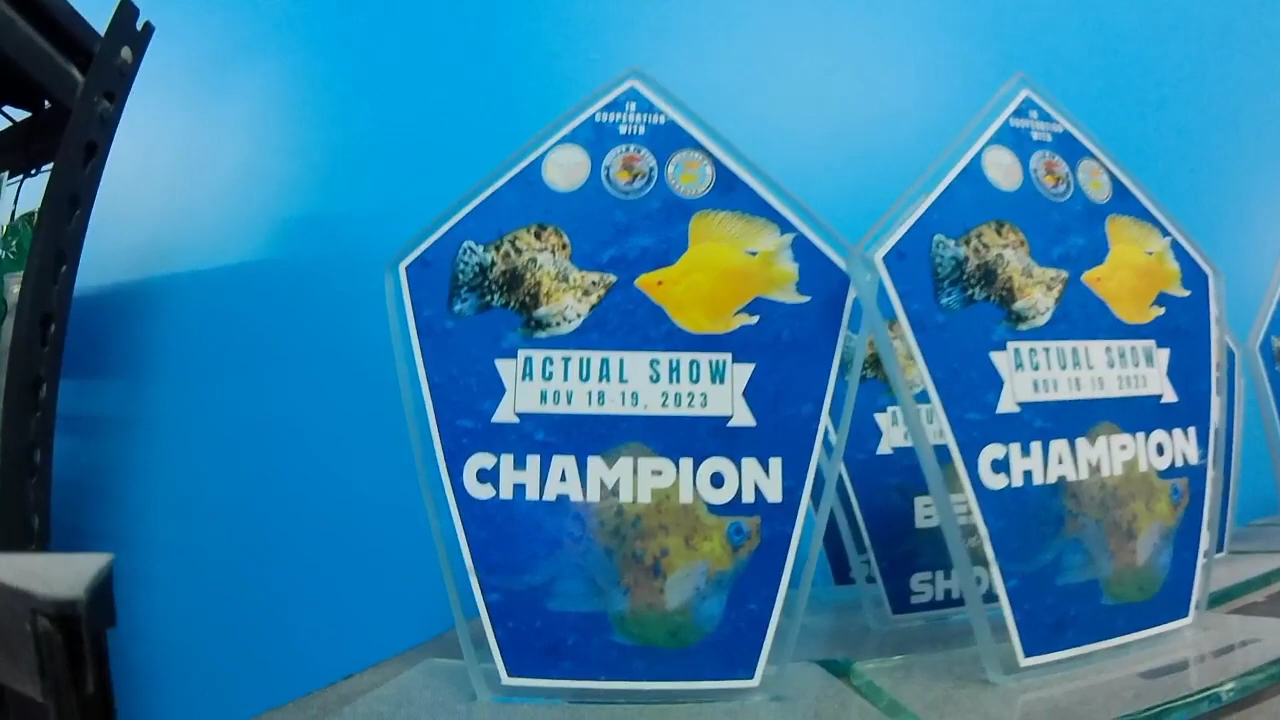 IN
COOPERATION
WITH
ACTUAL SHOW
NOV 18-19, 2023
CHAMPION
IN
COOPERATION
WITH
ACTUAL SHOW
NOV 18-19, 2023
CHAMPION